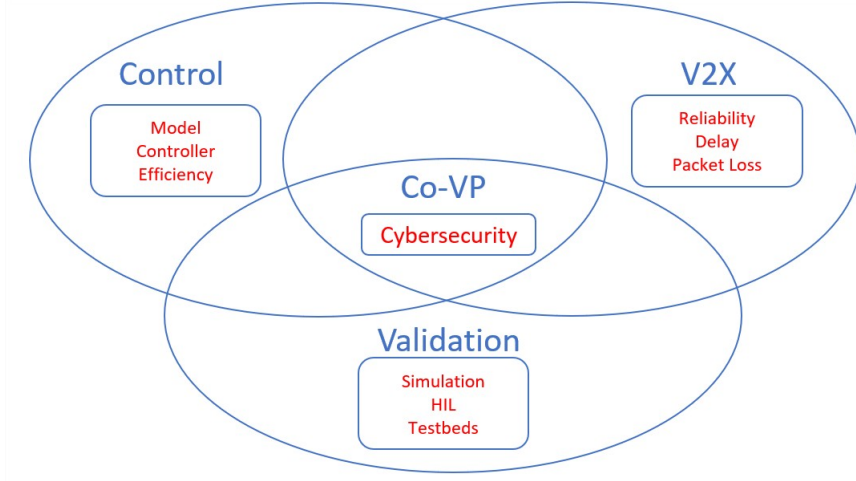 Control
Model
Controller
Efficiency
V2X
Reliability
Delay
Packet Loss
Co-VP
Cybersecurity
Validation
Simulation
HIL
Testbeds